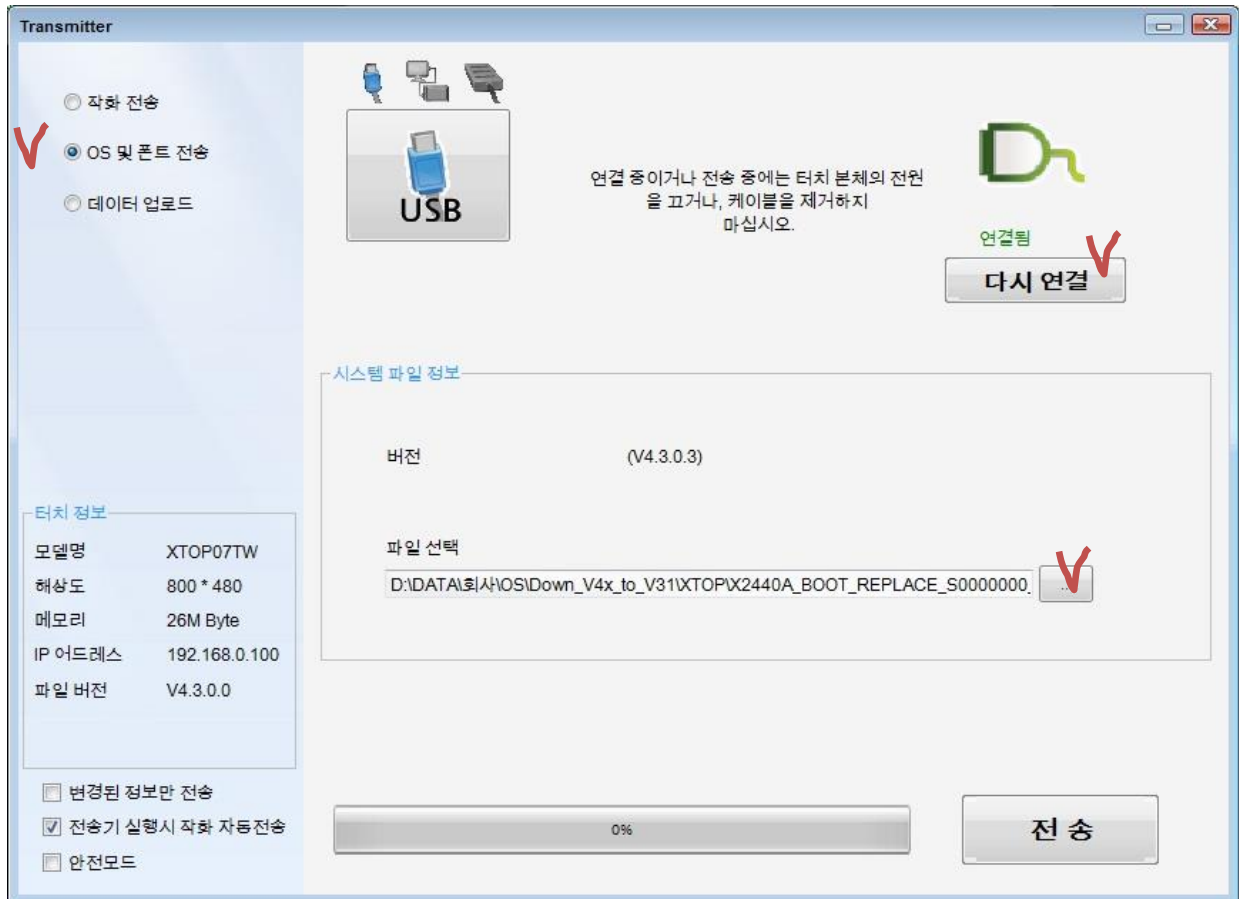 Transmitter
작화 전송
OS 및 폰트 전송
데이터 업로드
USB
연결 중이거나 전송 중에는 터치 본체의 전원
을 끄거나, 케이블을 제거하지
마십시오.
연결됨
다시 연결
시스템 파일 정보
버전 (V4.3.0.3)
파일 선택
D:\DATA\회사\OS\Down_V4x_to_V31\XTOP\X2440A_BOOT_REPLACE_S0000000_
...
터치 정보
모델명 XTOP07TW
해상도 800 * 480
메모리 26M Byte
IP 어드레스 192.168.0.100
파일 버전 V4.3.0.0
변경된 정보만 전송
전송기 실행시 작화 자동전송
안전모드
0%
전 송